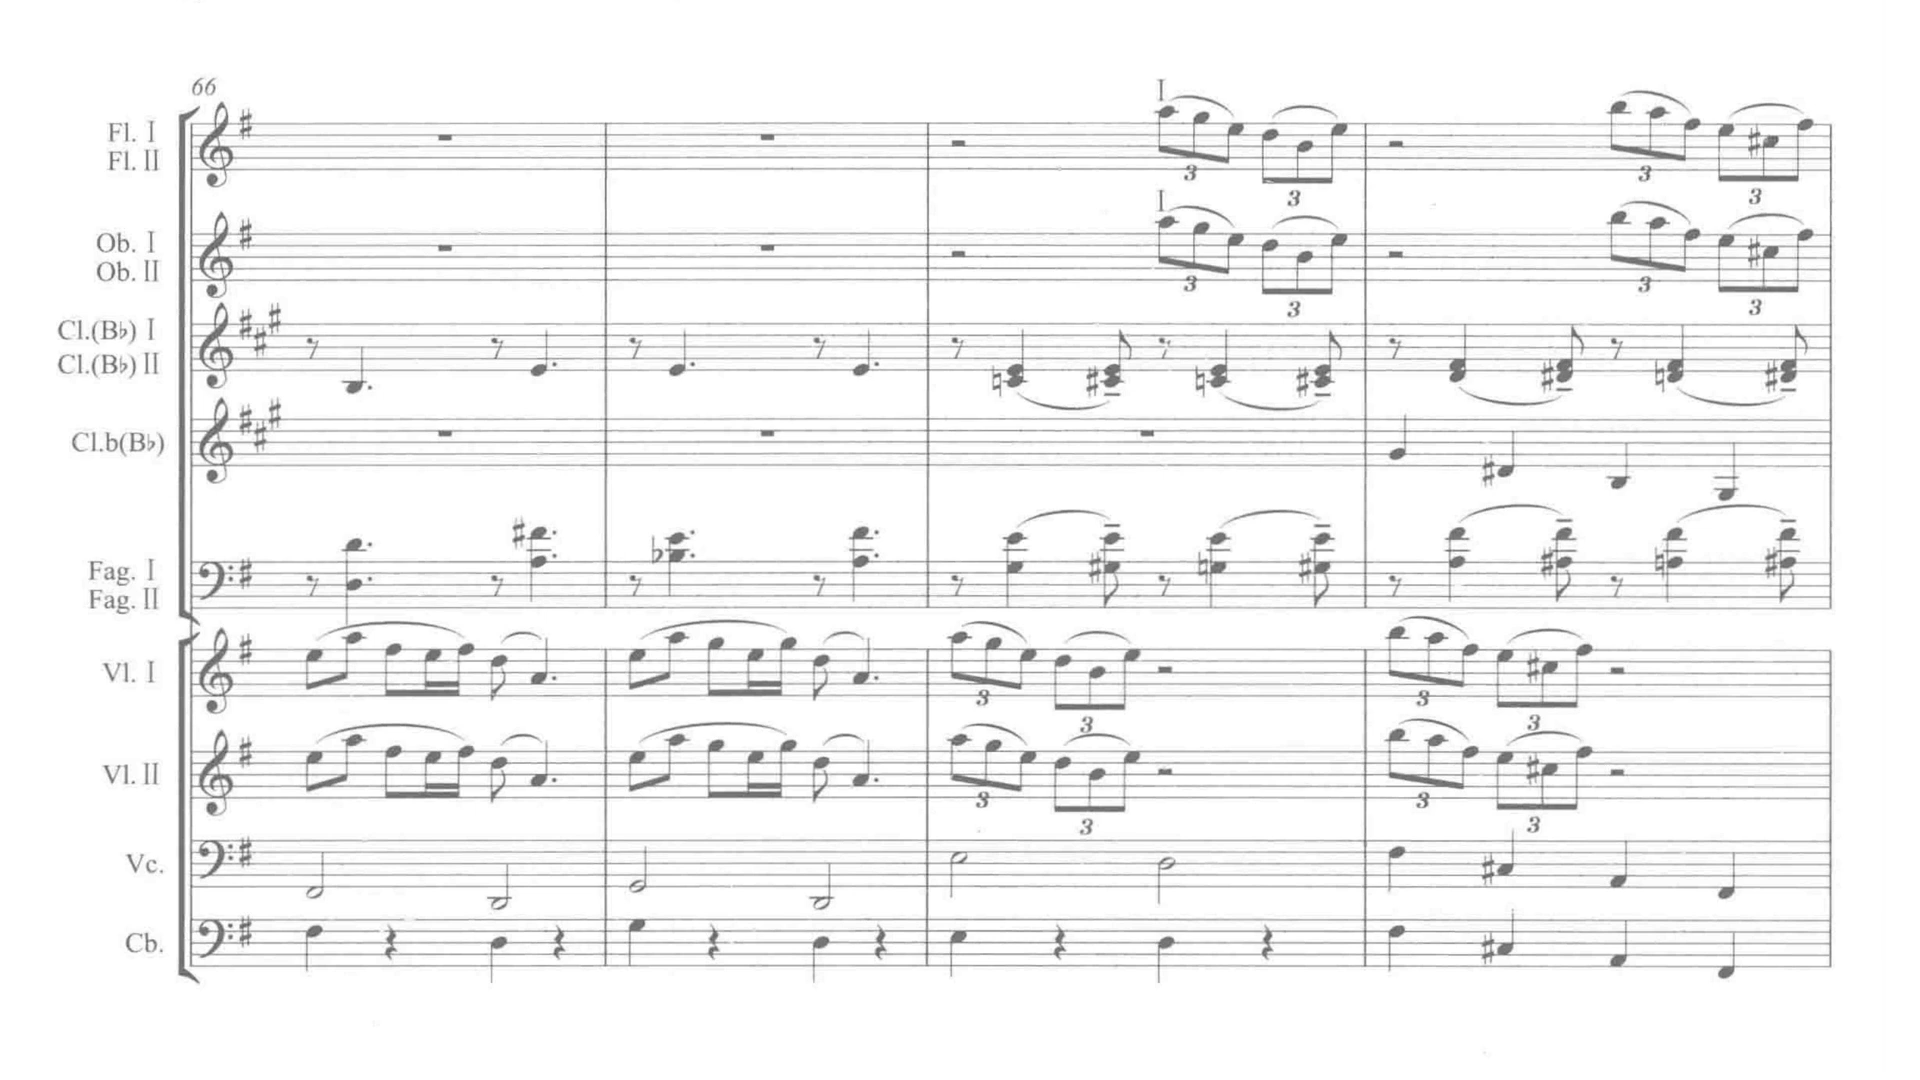 66
I
Fl. I
Fl. II
3
3
3
3
I
Ob. I
Ob. II
3
3
3
3
Cl.(B♭) I
Cl.(B♭) II
Cl.b(B♭)
Fag. I
Fag. II
Vl. I
3
3
3
3
Vl. II
3
3
3
3
Vc.
Cb.